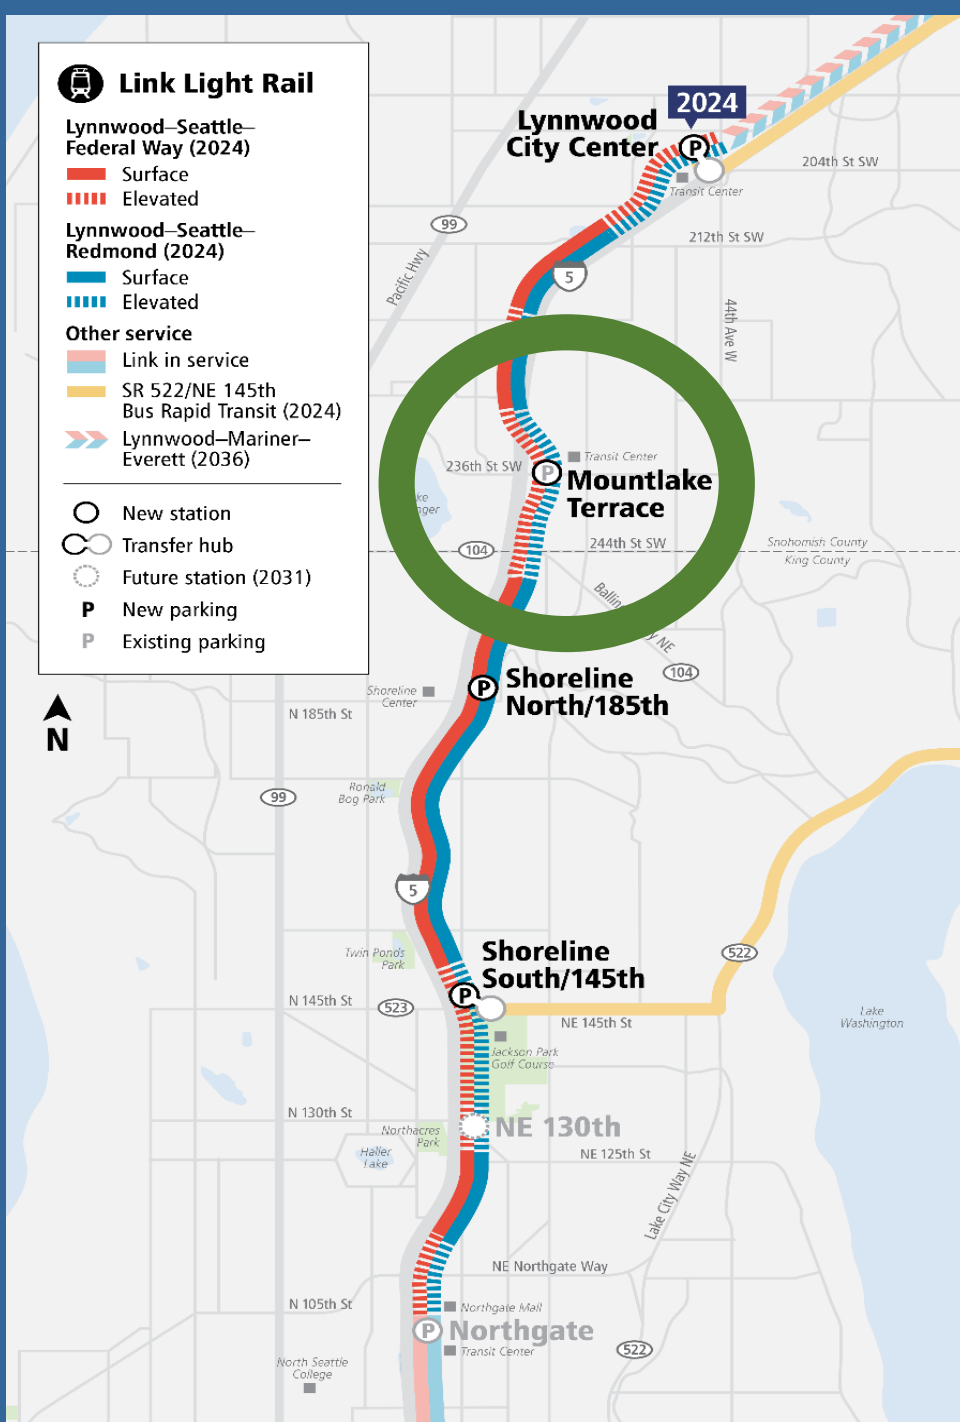 Link Light Rail
Lynnwood–Seattle–
Federal Way (2024)
Surface
Elevated
Lynnwood–Seattle–
Redmond (2024)
Surface
Elevated
Other service
Link in service
SR 522/NE 145th
Bus Rapid Transit (2024)
Lynnwood–Mariner–
Everett (2036)
New station
Transfer hub
Future station (2031)
P New parking
P Existing parking
N
2024
Lynnwood
City Center
P
Transit Center
204th St SW
99
212th St SW
Pacific Hwy
5
44th Ave W
Transit Center
236th St SW
P
Mountlake
Terrace
104
244th St SW
Snohomish County
King County
104
P
Shoreline
North/185th
Shoreline
Center
N 185th St
99
Ronald
Bog Park
5
Twin Ponds
Park
Shoreline
South/145th
P
522
N 145th St
523
NE 145th St
Lake
Washington
Jackson Park
Golf Course
N 130th St
Northacres
Park
NE 130th
Haller
Lake
NE 125th St
Lake City Way NE
NE Northgate Way
N 105th St
Northgate Mall
P
Northgate
Transit Center
522
North Seattle
College